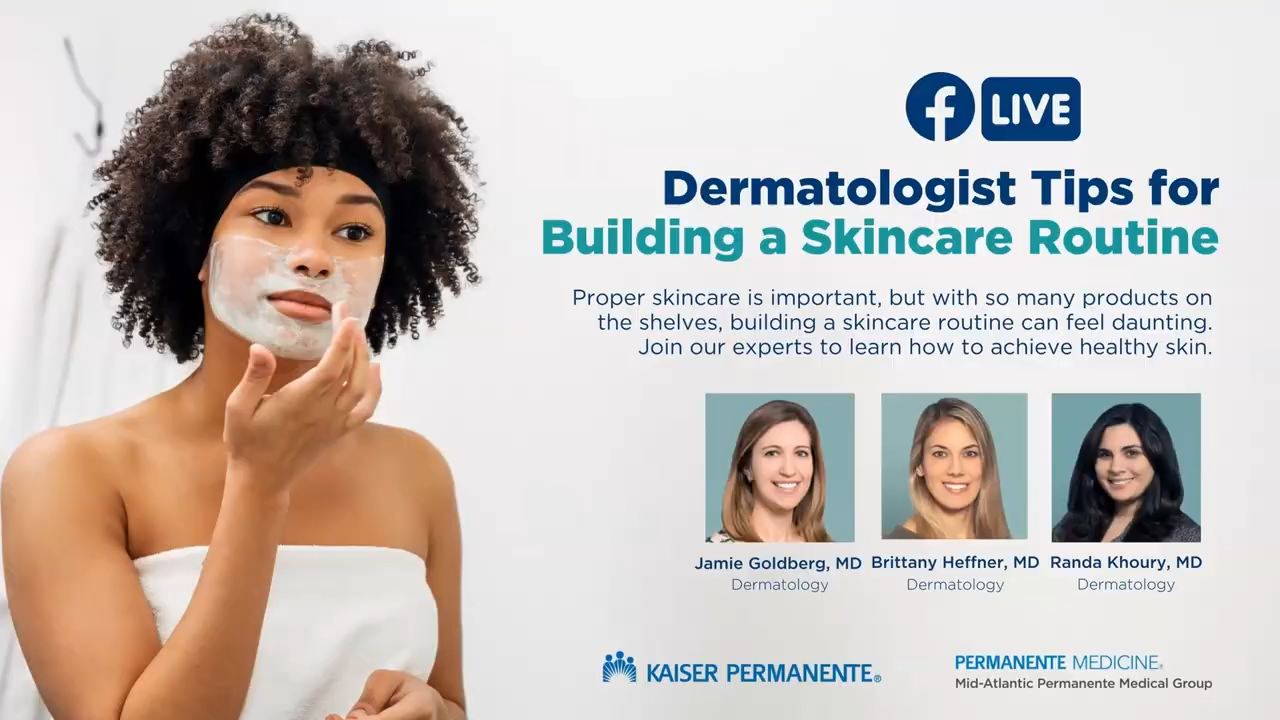 f LIVE
Dermatologist Tips for
Building a Skincare Routine
Proper skincare is important, but with so many products on
the shelves, building a skincare routine can feel daunting.
Join our experts to learn how to achieve healthy skin.
Jamie Goldberg, MD
Dermatology
Brittany Heffner, MD
Dermatology
Randa Khoury, MD
Dermatology
KAISER PERMANENTE®
PERMANENTE MEDICINE®
Mid-Atlantic Permanente Medical Group